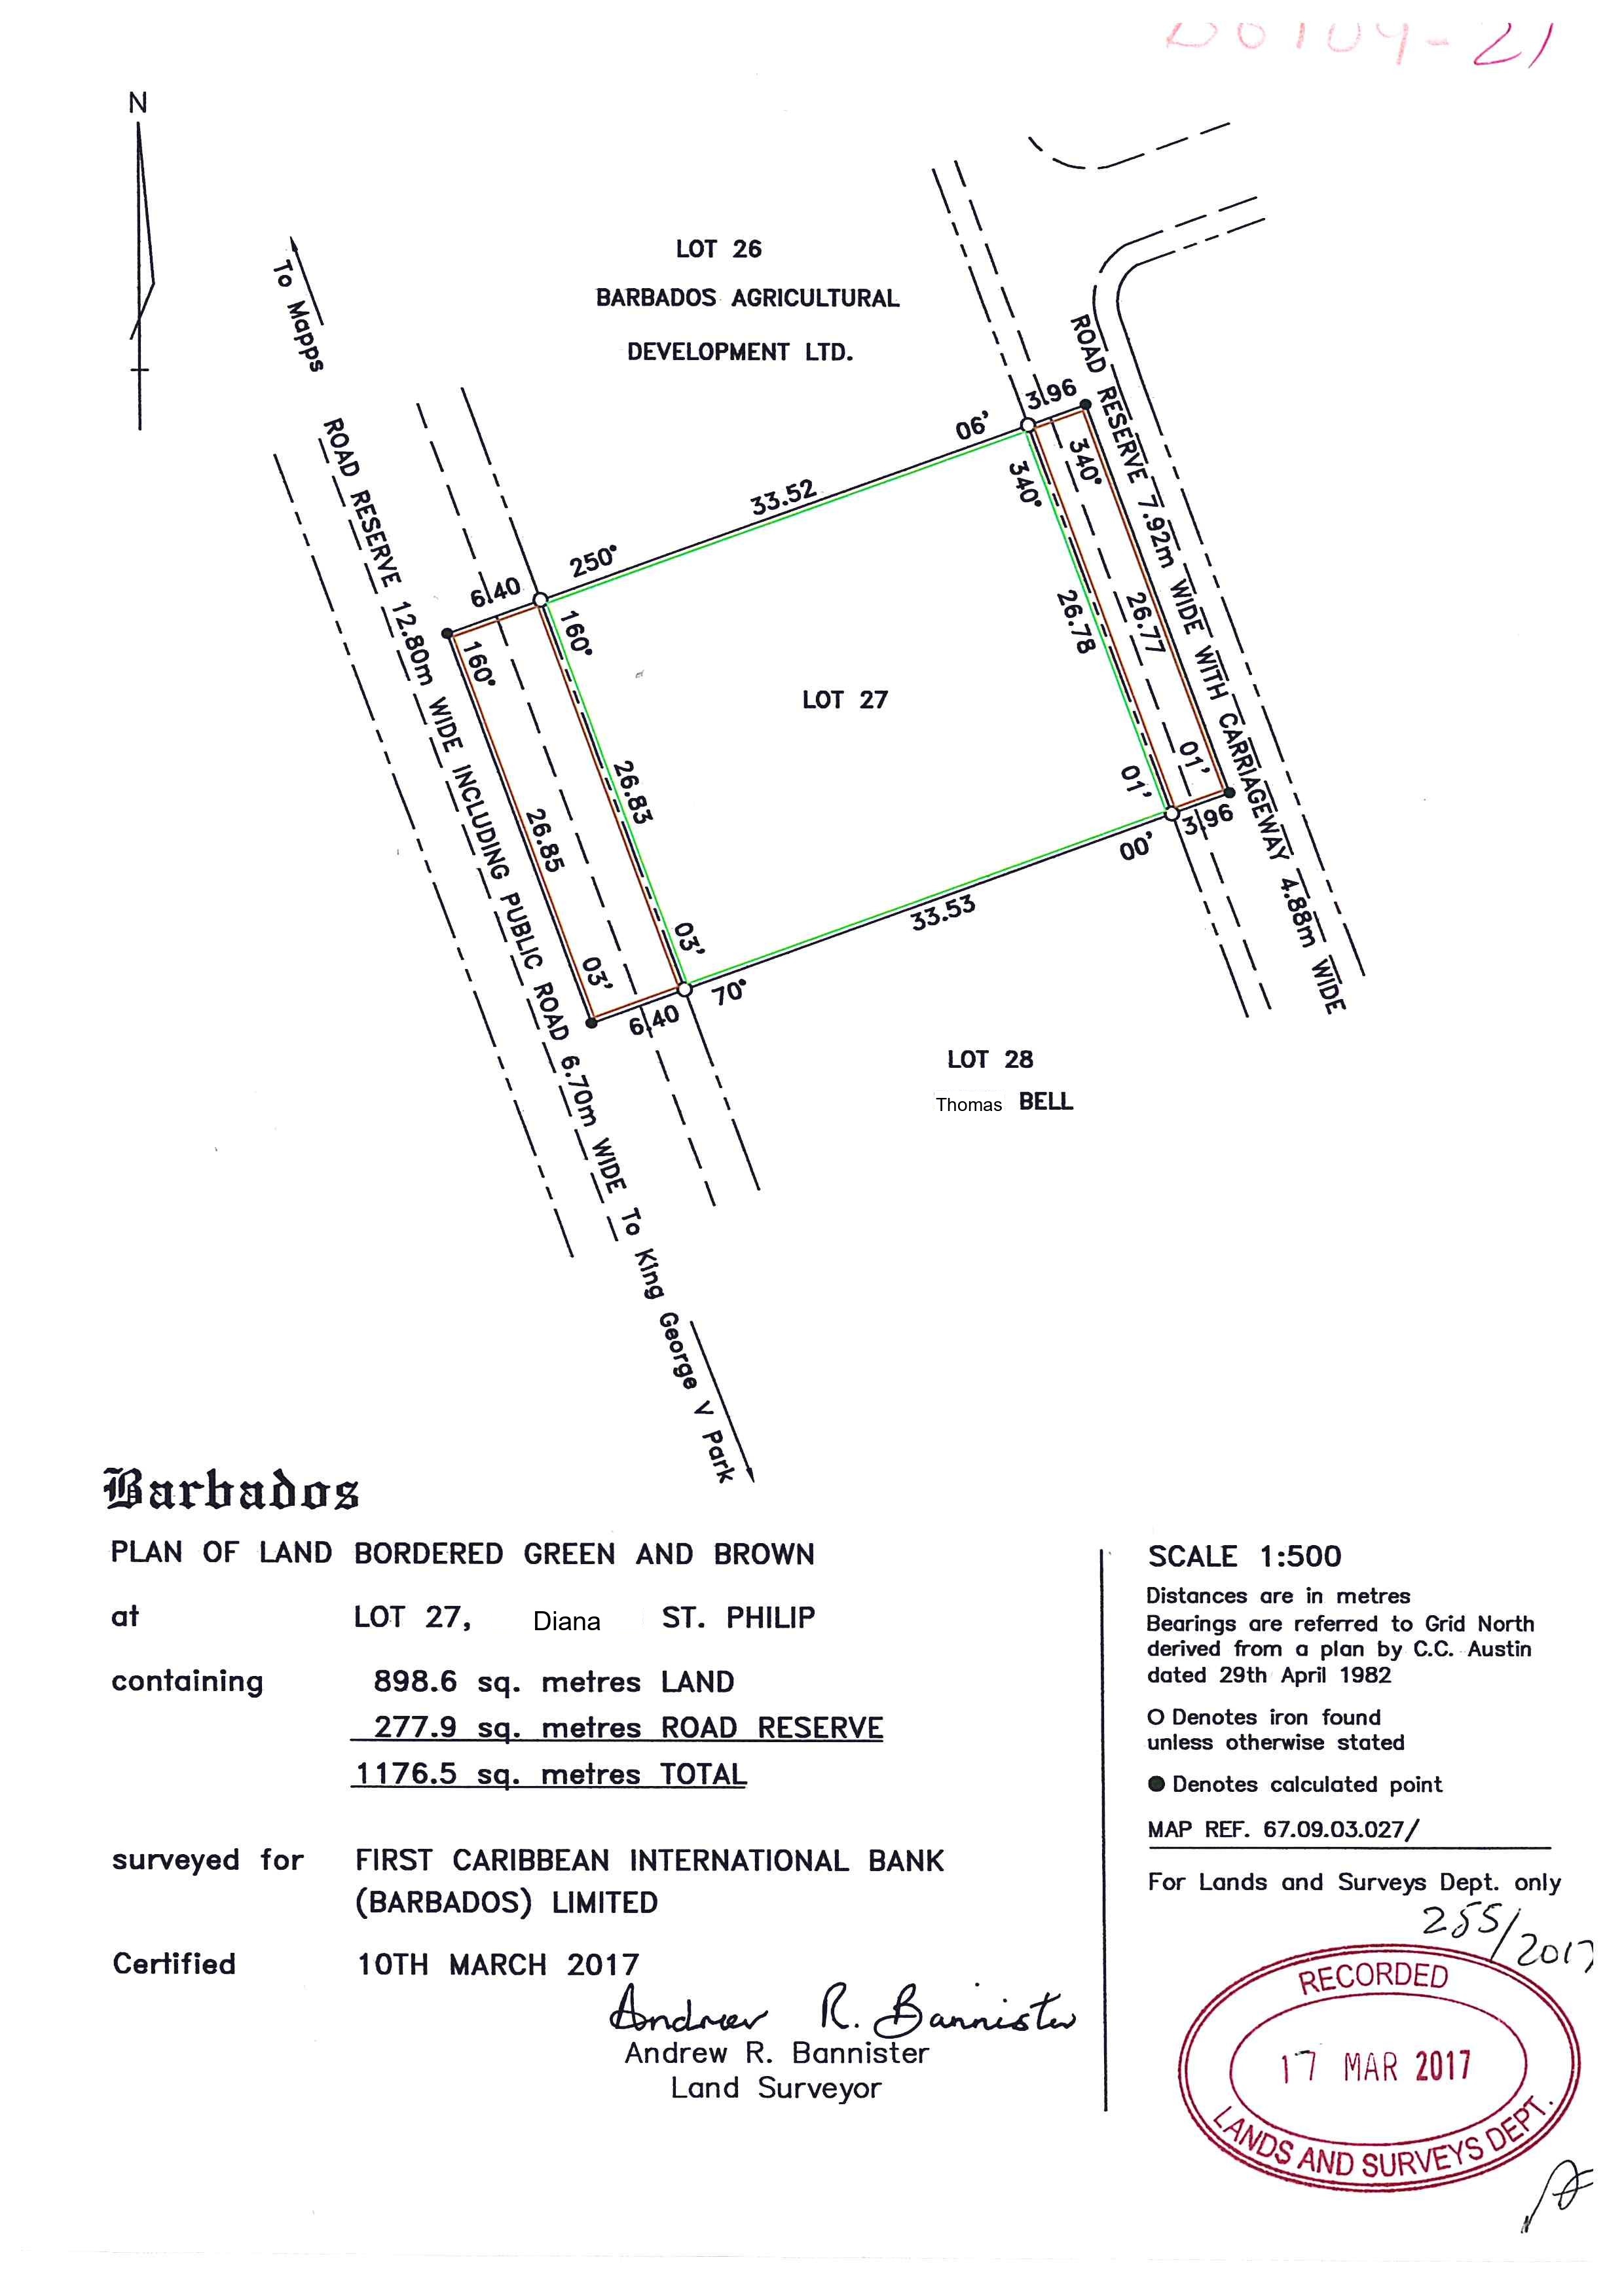 N
LOT 26
BARBADOS AGRICULTURAL
DEVELOPMENT LTD.
To Mapps
ROAD RESERVE 12.80m WIDE INCLUDING PUBLIC ROAD 6.70m WIDE To King George V Park
ROAD RESERVE 7.92m WIDE WITH CARRIAGEWAY 4.88m WIDE
3.96
06'
33.52
340°
340°
250°
6.40
160°
160°
26.78
26.77
LOT 27
26.83
26.85
01'
01'
3.96
00'
33.53
03'
03'
70°
6.40
LOT 28
Thomas BELL
Barbados
PLAN OF LAND BORDERED GREEN AND BROWN
at LOT 27, Diana ST. PHILIP
containing 898.6 sq. metres LAND
277.9 sq. metres ROAD RESERVE
1176.5 sq. metres TOTAL
surveyed for FIRST CARIBBEAN INTERNATIONAL BANK
(BARBADOS) LIMITED
Certified 10TH MARCH 2017
Andrew R. Bannister
Andrew R. Bannister
Land Surveyor
SCALE 1:500
Distances are in metres
Bearings are referred to Grid North
derived from a plan by C.C. Austin
dated 29th April 1982
O Denotes iron found
unless otherwise stated
● Denotes calculated point
MAP REF. 67.09.03.027/
For Lands and Surveys Dept. only
255/2017
RECORDED
17 MAR 2017
LANDS AND SURVEYS DEPT.